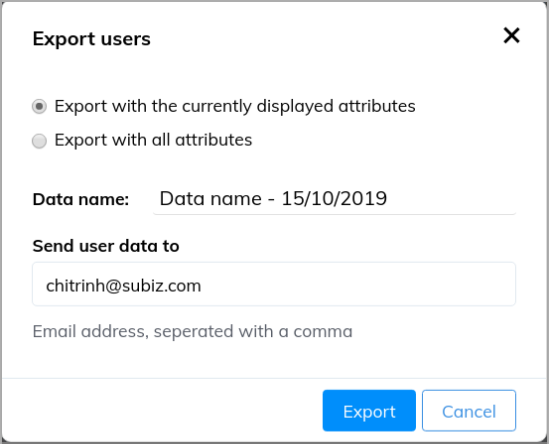 Export users
Export with the currently displayed attributes
Export with all attributes
Data name: Data name - 15/10/2019
Send user data to
chitrinh@subiz.com
Email address, seperated with a comma
Export Cancel